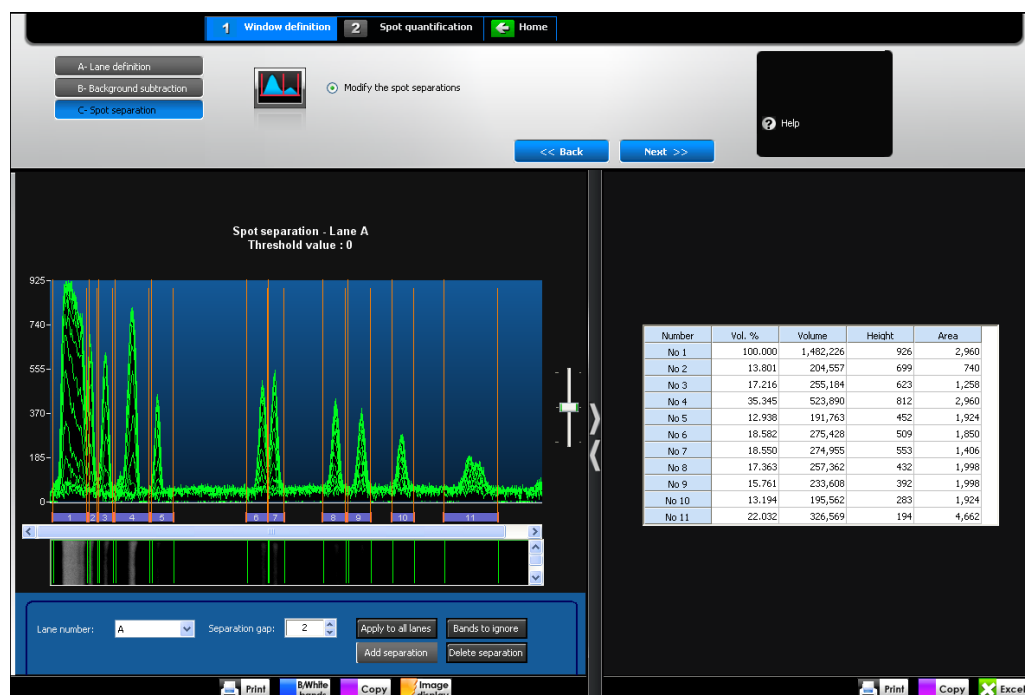 1 Window definition 2 Spot quantification Home
A- Lane definition
B- Background subtraction
C- Spot separation
Modify the spot separations
Help
<< Back Next >>
Spot separation - Lane A
Threshold value : 0
925
740
555
370
185
0
1 2 3 4 5 6 7 8 9 10 11
Number Vol. % Volume Height Area
No 1 100.000 1,482,226 926 2,960
No 2 13.801 204,557 699 740
No 3 17.216 255,184 623 1,258
No 4 35.345 523,890 812 2,960
No 5 12.938 191,763 452 1,924
No 6 18.582 275,428 509 1,850
No 7 18.550 274,955 553 1,406
No 8 17.363 257,362 432 1,998
No 9 15.761 233,608 392 1,998
No 10 13.194 195,562 283 1,924
No 11 22.032 326,569 194 4,662
Lane number: A Separation gap: 2 Apply to all lanes Bands to ignore
Add separation Delete separation
Print B/White bands Copy Image display
Print Copy Excel